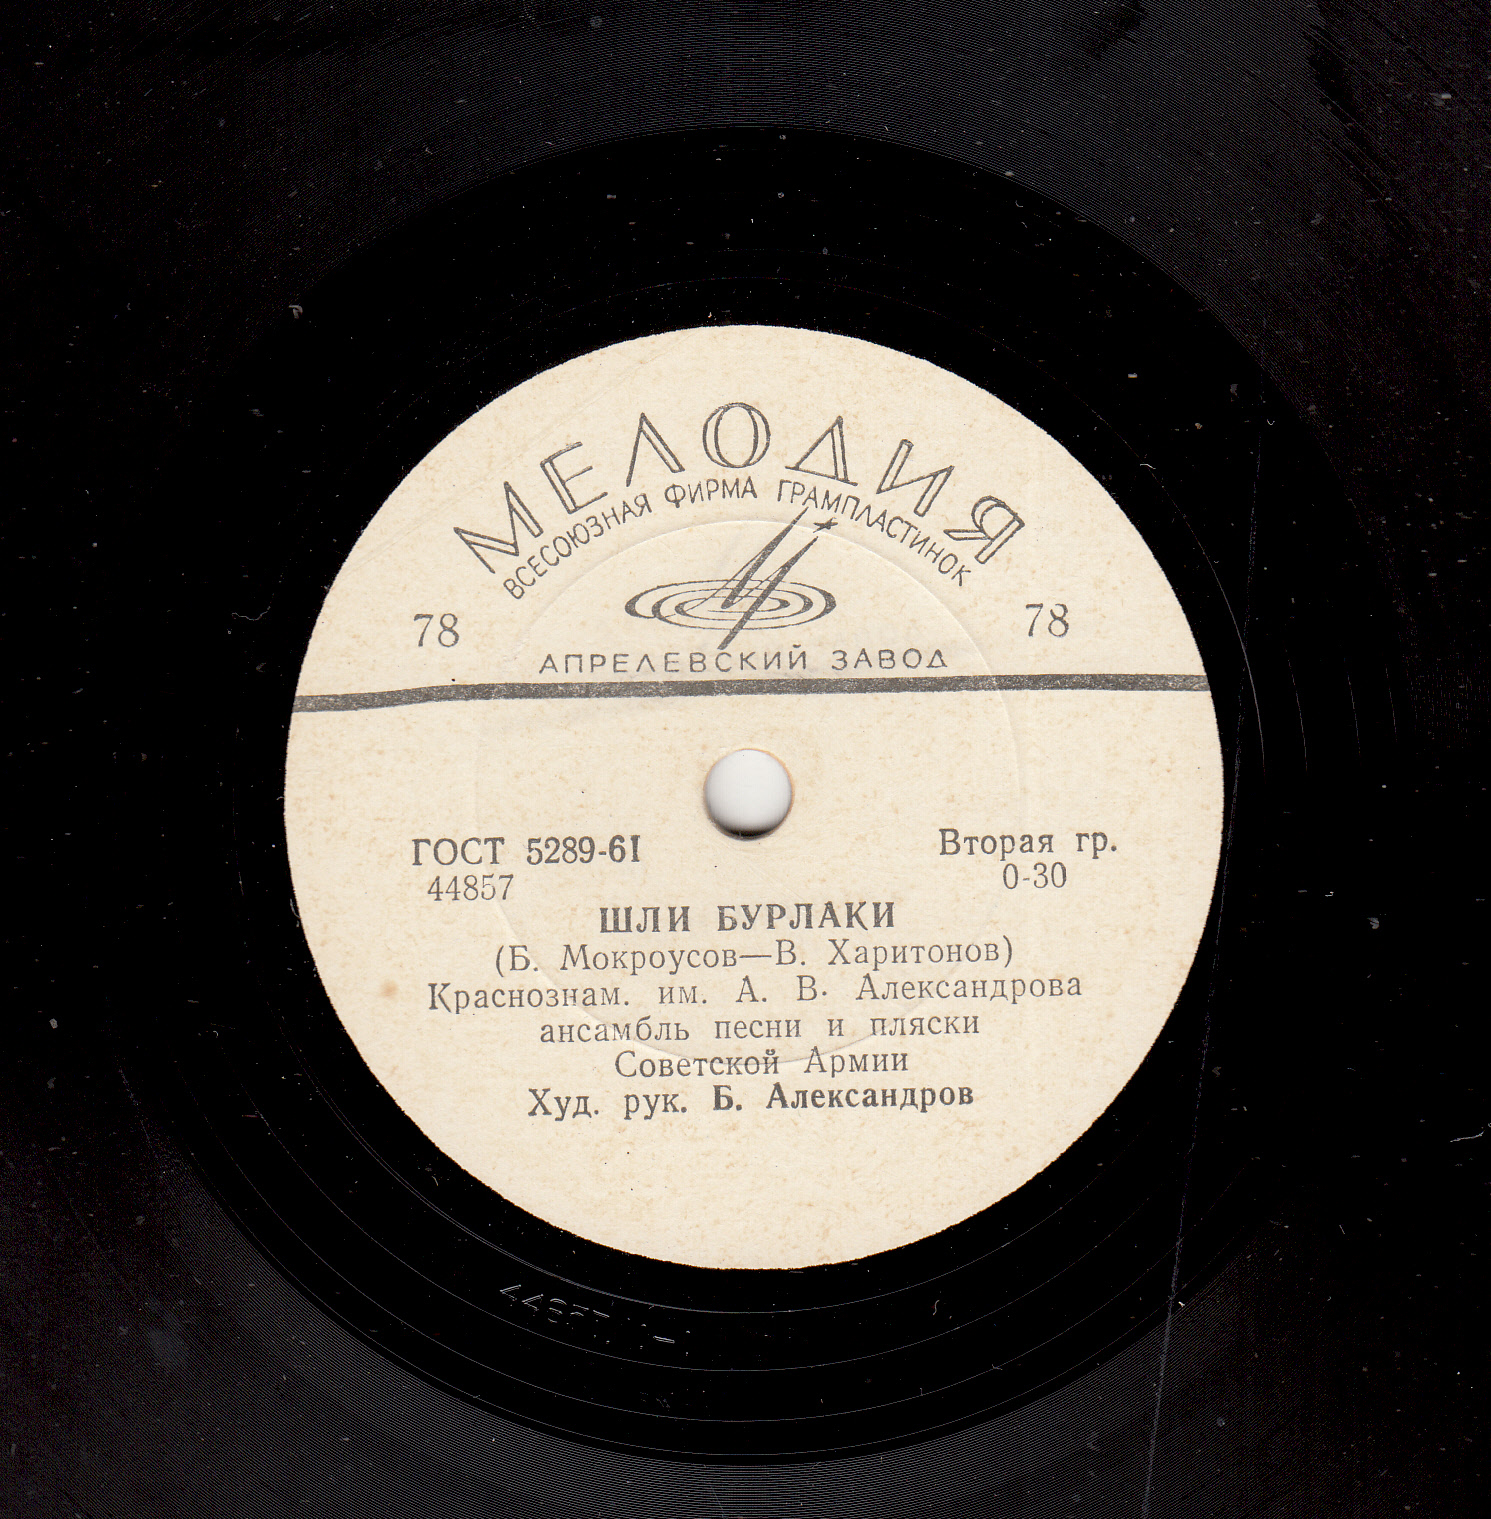 МЕЛОДИЯ
ВСЕСОЮЗНАЯ ФИРМА ГРАМПЛАСТИНОК
78 78
АПРЕЛЕВСКИЙ ЗАВОД
ГОСТ 5289-61 Вторая гр.
44857 0-30
ШЛИ БУРЛАКИ
(Б. Мокроусов—В. Харитонов)
Краснознам. им. А. В. Александрова
ансамбль песни и пляски
Советской Армии
Худ. рук. Б. Александров